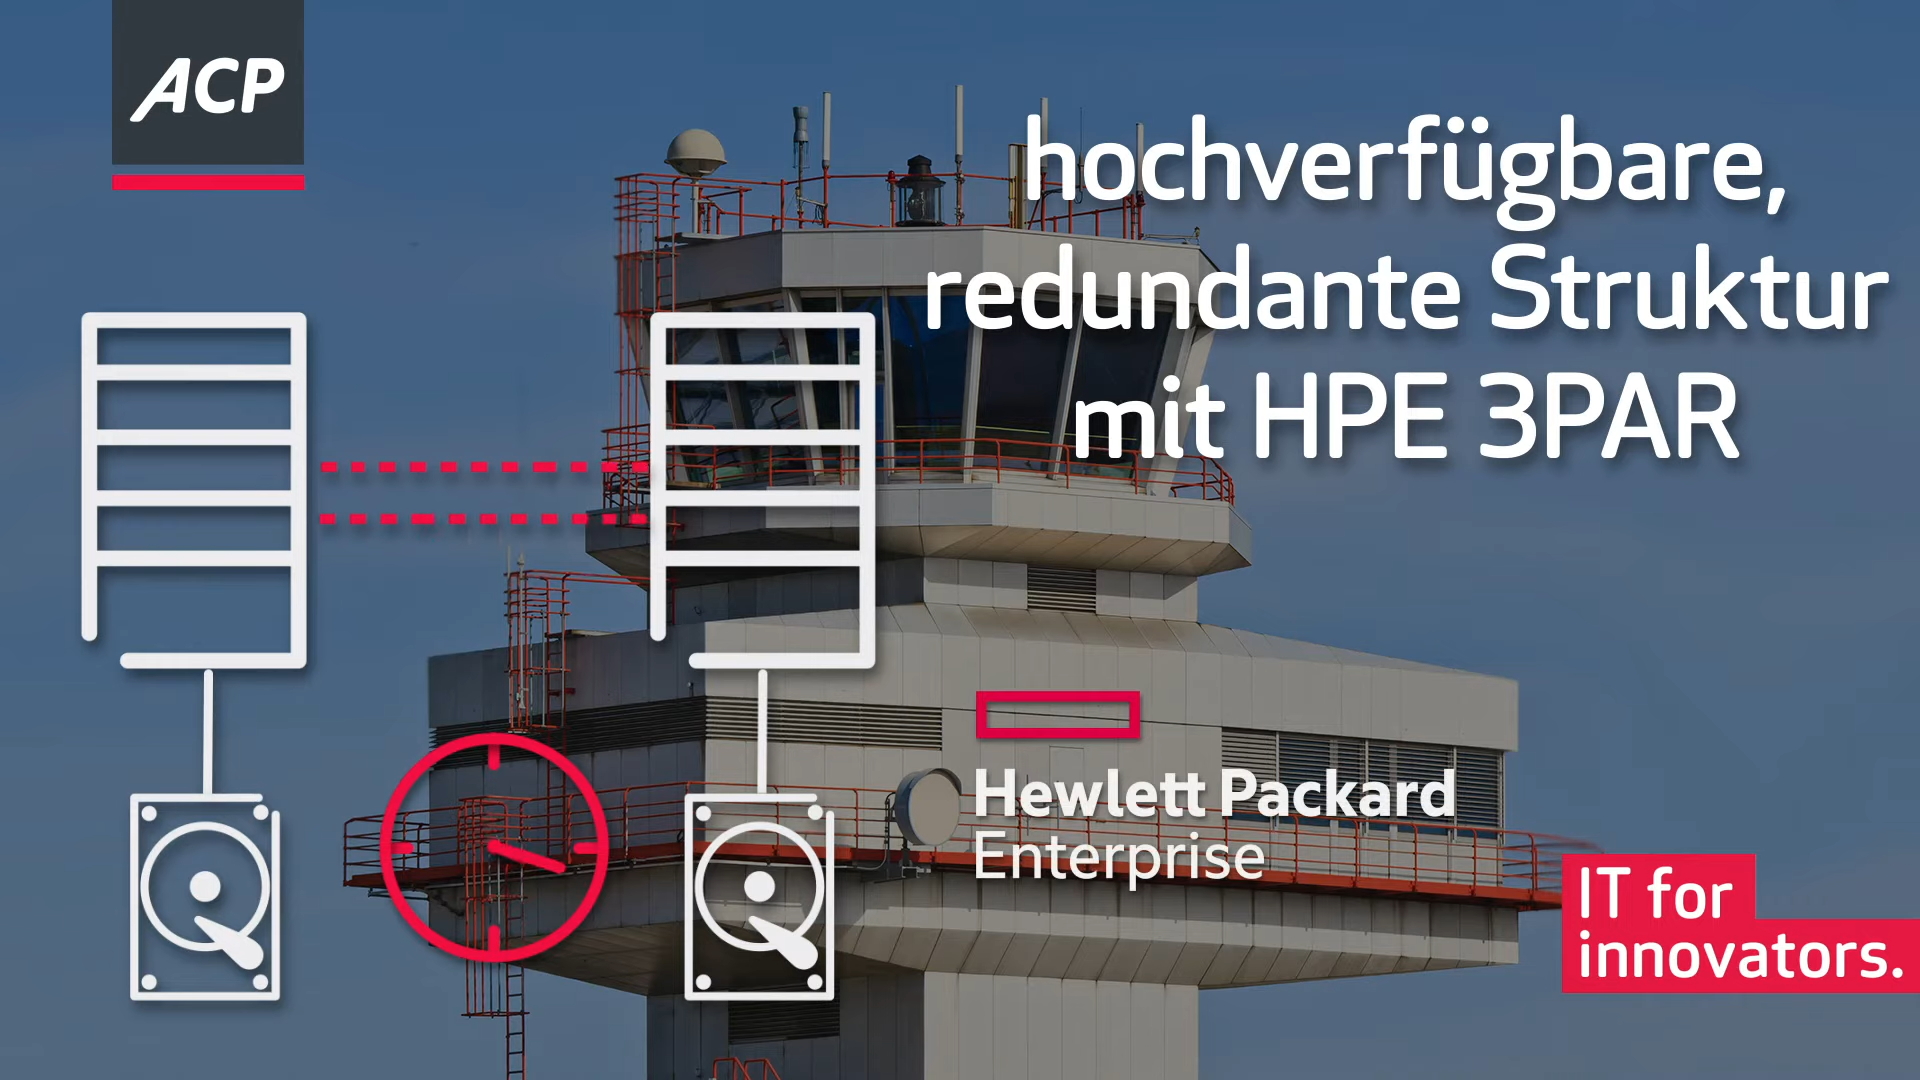 ACP
hochverfügbare,
redundante Struktur
mit HPE 3PAR
Hewlett Packard
Enterprise
IT for
innovators.